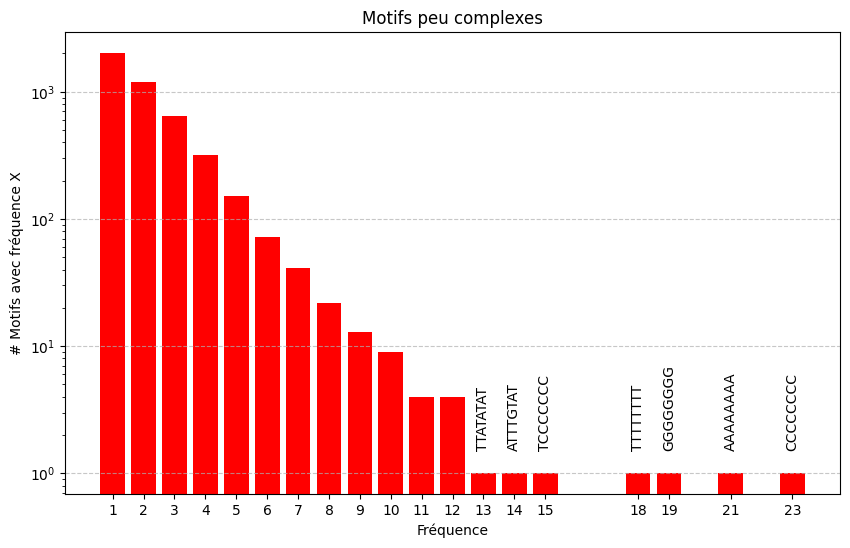 Motifs peu complexes
# Motifs avec fréquence X
10³
10²
10¹
10⁰
TTATATAT
ATTTGTAT
TCCCCCCC
TTTTTTTT
GGGGGGGG
AAAAAAAA
CCCCCCCC
1 2 3 4 5 6 7 8 9 10 11 12 13 14 15 18 19 21 23
Fréquence